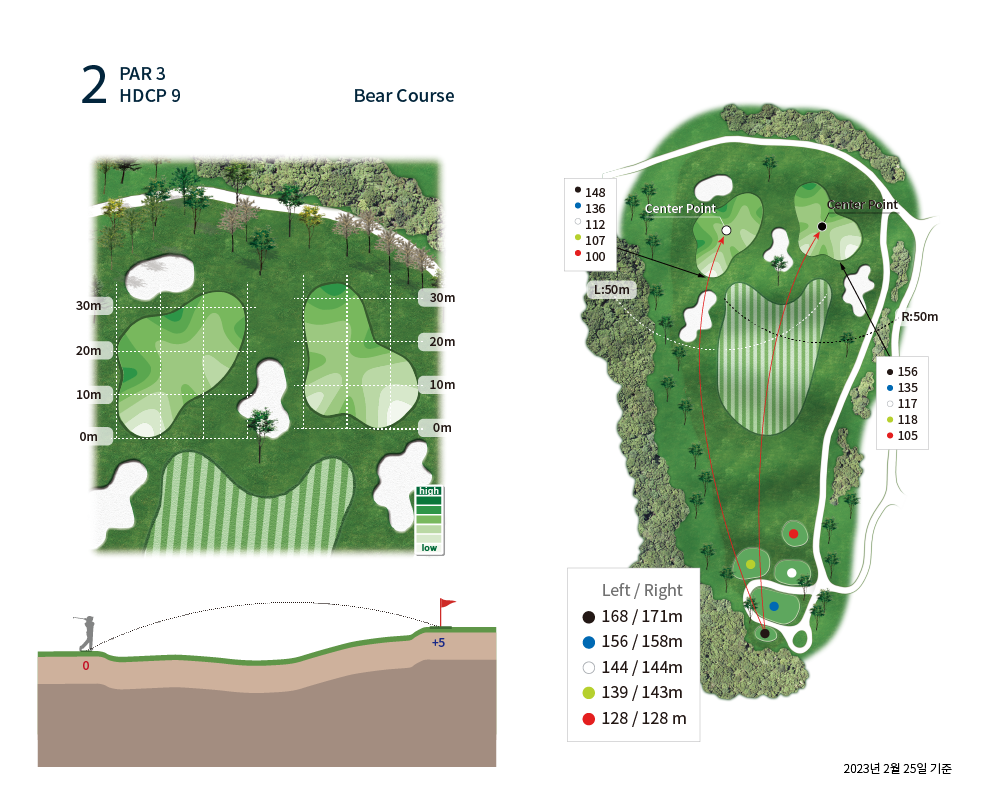 2
PAR 3
HDCP 9
Bear Course
30m
20m
10m
0m
30m
20m
10m
0m
high
low
0
+5
148
136
112
107
100
Center Point
Center Point
L:50m
R:50m
156
135
117
118
105
Left / Right
168 / 171m
156 / 158m
144 / 144m
139 / 143m
128 / 128 m
2023년 2월 25일 기준